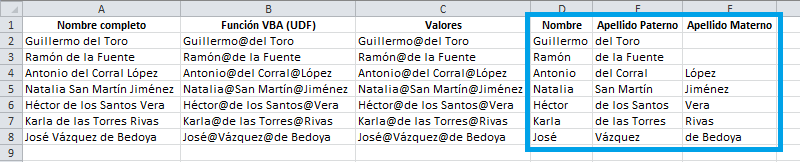 A B C D E F
1 Nombre completo Función VBA (UDF) Valores Nombre Apellido Paterno Apellido Materno
2 Guillermo del Toro Guillermo@del Toro Guillermo@del Toro Guillermo del Toro
3 Ramón de la Fuente Ramón@de la Fuente Ramón@de la Fuente Ramón de la Fuente
4 Antonio del Corral López Antonio@del Corral@López Antonio@del Corral@López Antonio del Corral López
5 Natalia San Martín Jiménez Natalia@San Martín@Jiménez Natalia@San Martín@Jiménez Natalia San Martín Jiménez
6 Héctor de los Santos Vera Héctor@de los Santos@Vera Héctor@de los Santos@Vera Héctor de los Santos Vera
7 Karla de las Torres Rivas Karla@de las Torres@Rivas Karla@de las Torres@Rivas Karla de las Torres Rivas
8 José Vázquez de Bedoya José@Vázquez@de Bedoya José@Vázquez@de Bedoya José Vázquez de Bedoya